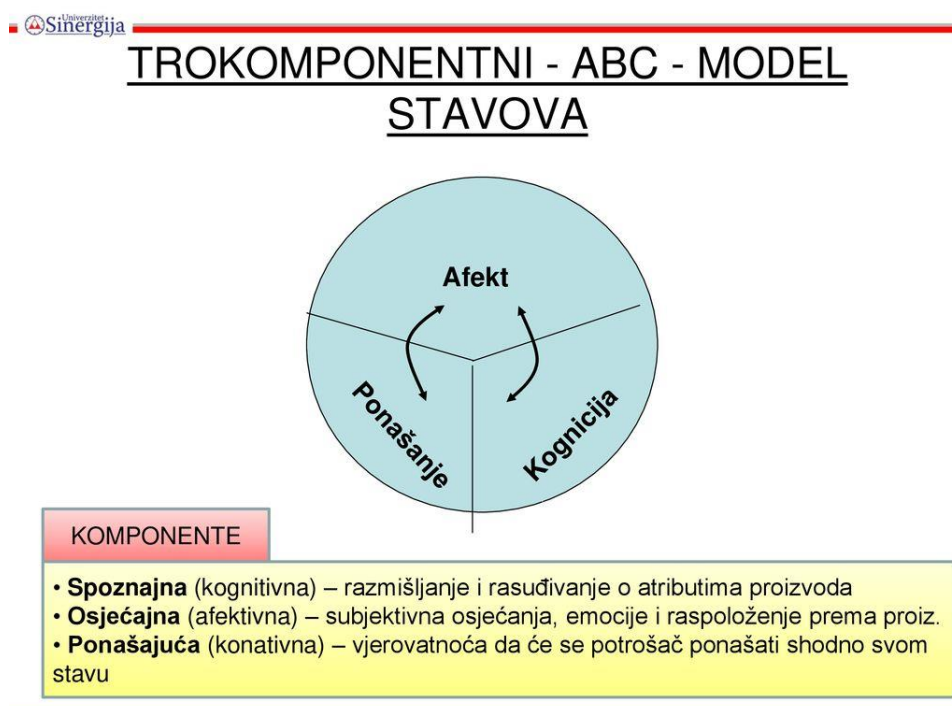 Univerzitet
Sinergija
TROKOMPONENTNI - ABC - MODEL
STAVOVA
Afekt
Ponašanje
Kognicija
KOMPONENTE
• Spoznajna (kognitivna) – razmišljanje i rasuđivanje o atributima proizvoda
• Osjećajna (afektivna) – subjektivna osjećanja, emocije i raspoloženje prema proiz.
• Ponašajuća (konativna) – vjerovatnoća da će se potrošač ponašati shodno svom
stavu